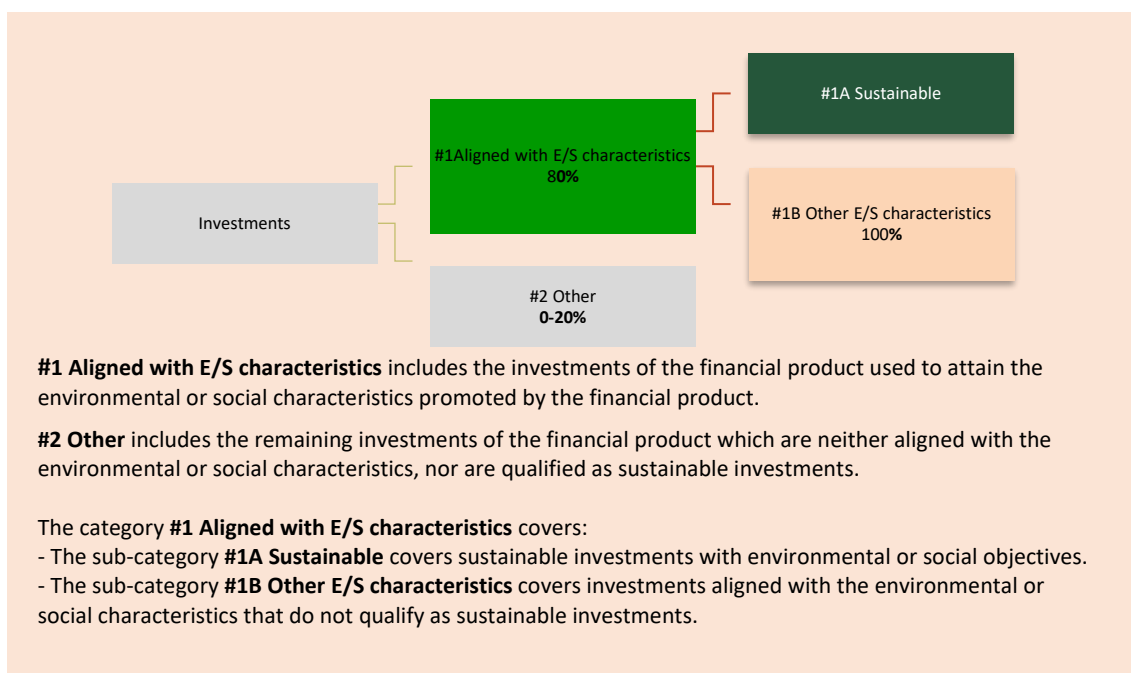 #1A Sustainable
#1Aligned with E/S characteristics
80%
#1B Other E/S characteristics
100%
Investments
#2 Other
0-20%
#1 Aligned with E/S characteristics includes the investments of the financial product used to attain the
environmental or social characteristics promoted by the financial product.
#2 Other includes the remaining investments of the financial product which are neither aligned with the
environmental or social characteristics, nor are qualified as sustainable investments.
The category #1 Aligned with E/S characteristics covers:
- The sub-category #1A Sustainable covers sustainable investments with environmental or social objectives.
- The sub-category #1B Other E/S characteristics covers investments aligned with the environmental or
social characteristics that do not qualify as sustainable investments.